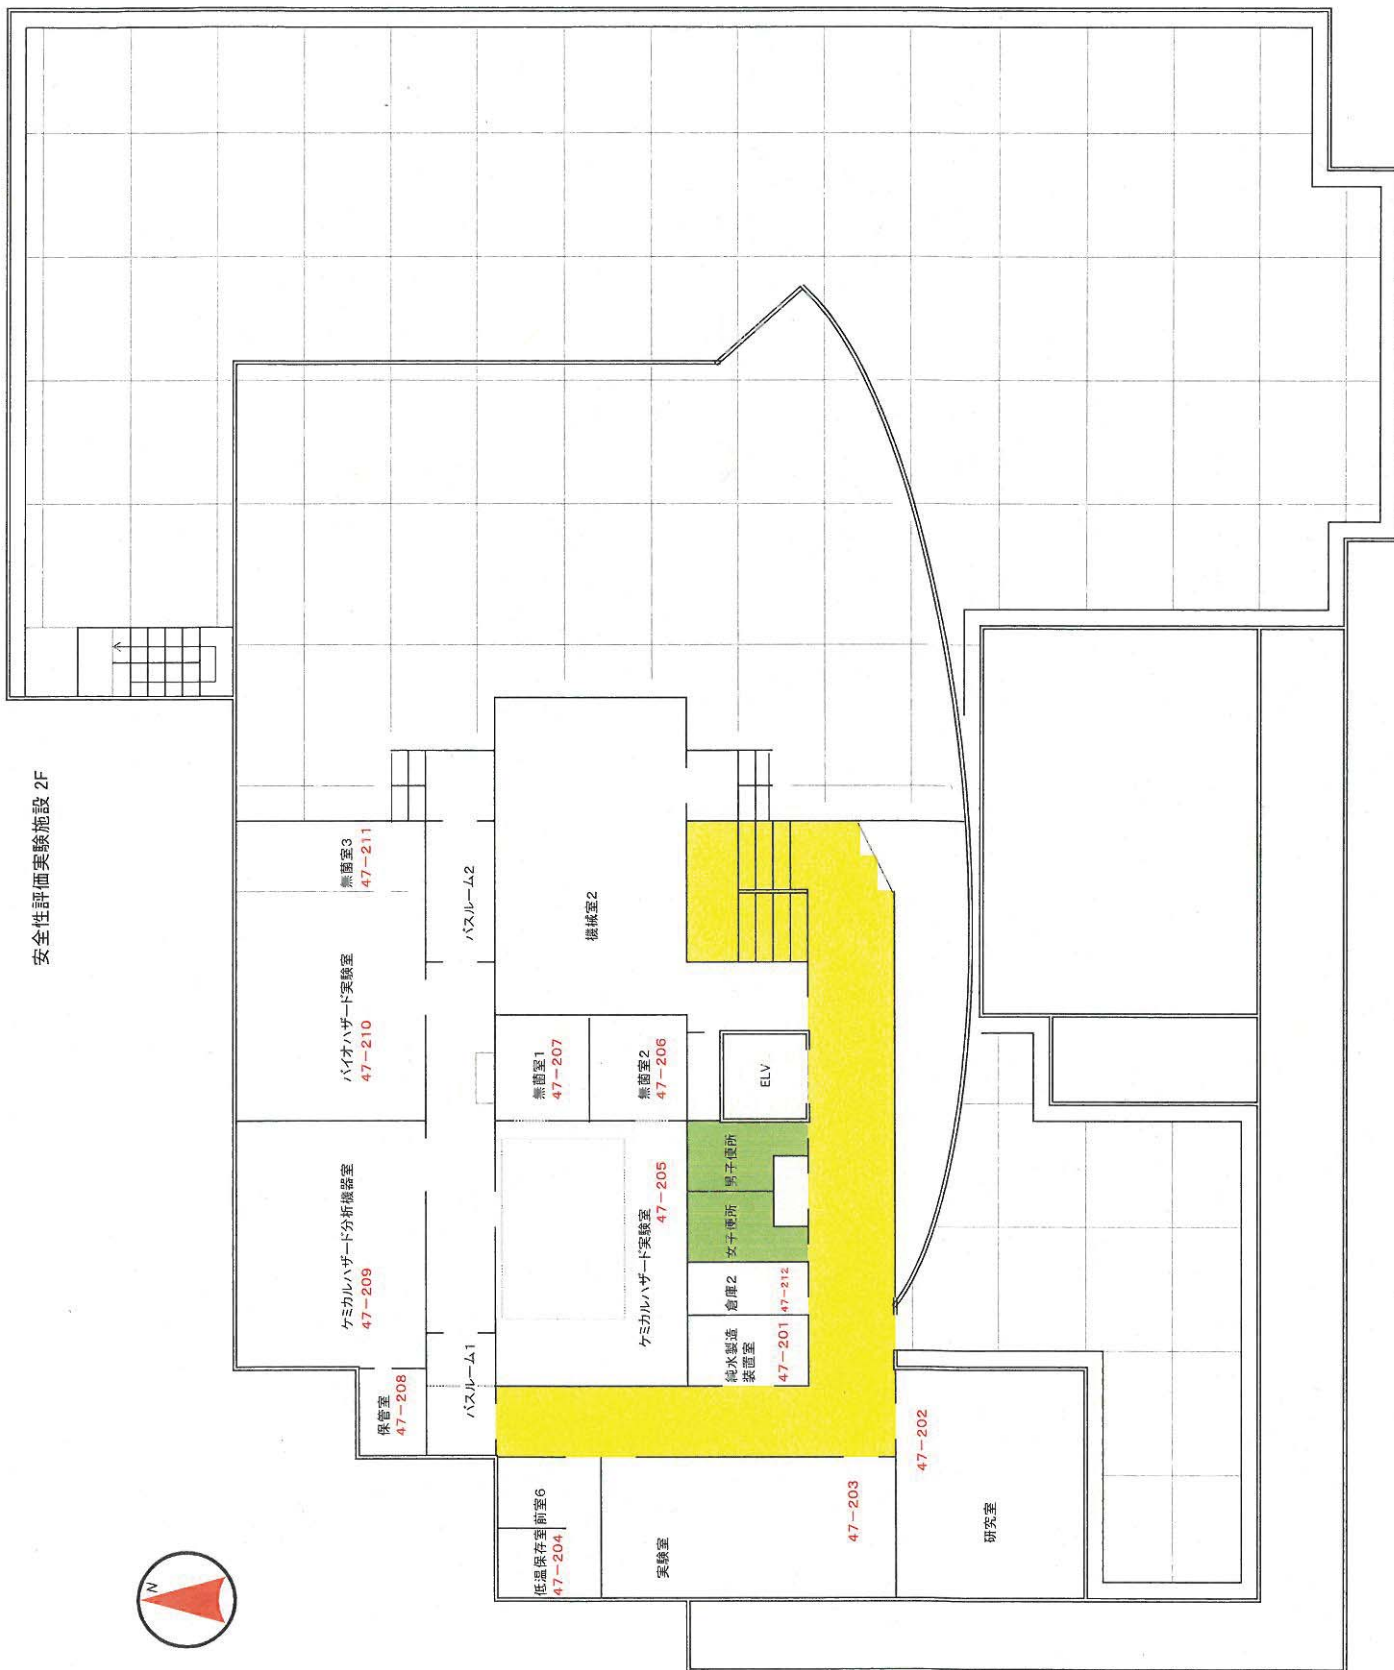 安全性評価実験施設 2F
N
保管室
47-208
ケミカルハザード分析機器室
47-209
バイオハザード実験室
47-210
無菌室3
47-211
パスルーム1
パスルーム2
低温保存室
47-204
前室6
ケミカルハザード実験室
47-205
無菌室1
47-207
無菌室2
47-206
機械室2
実験室
47-203
純水製造
装置室
47-201
倉庫2
47-212
女子便所
男子便所
ELV
研究室
47-202